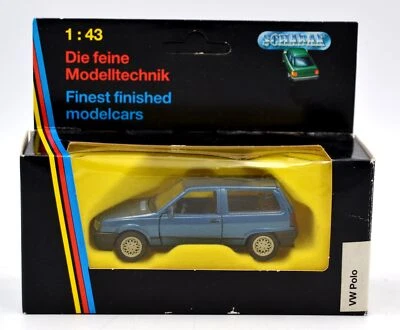 1:43
SCHABAK
Die feine
Modelltechnik
Finest finished
modelcars
VW Polo